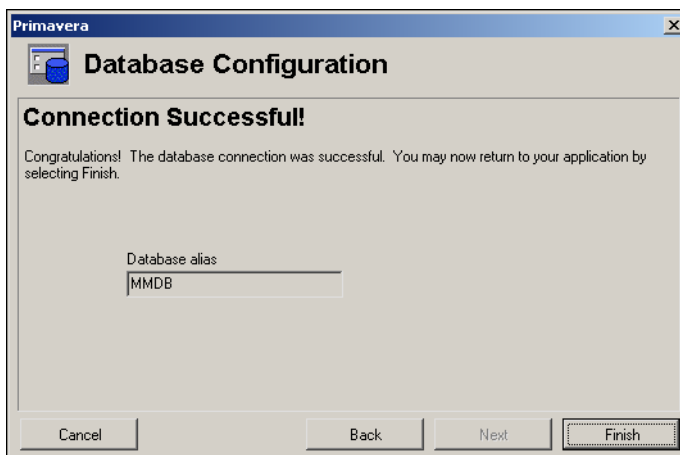 Primavera
Database Configuration
Connection Successful!
Congratulations! The database connection was successful. You may now return to your application by
selecting Finish.
Database alias
MMDB
Cancel
Back
Next
Finish